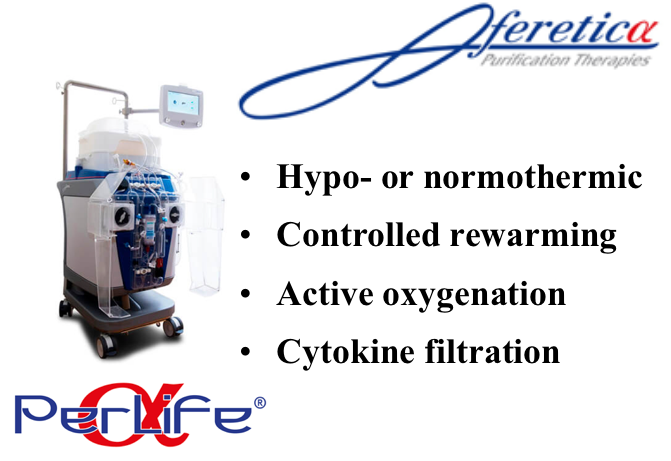 Aferetica
Purification Therapies
• Hypo- or normothermic
• Controlled rewarming
• Active oxygenation
• Cytokine filtration
PerLife®